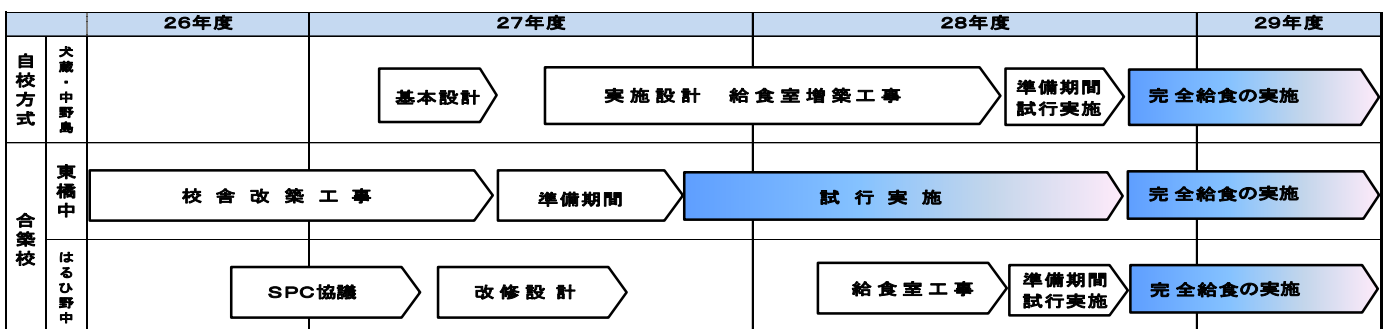 26年度 27年度 28年度 29年度
自校方式
犬蔵・中野島
基本設計 実施設計 給食室増築工事 準備期間 完全給食の実施
試行実施
合築校
東橘中
校舎改築工事 準備期間 試行実施 完全給食の実施
はるひ野中
SPC協議 改修設計 給食室工事 準備期間 完全給食の実施
試行実施